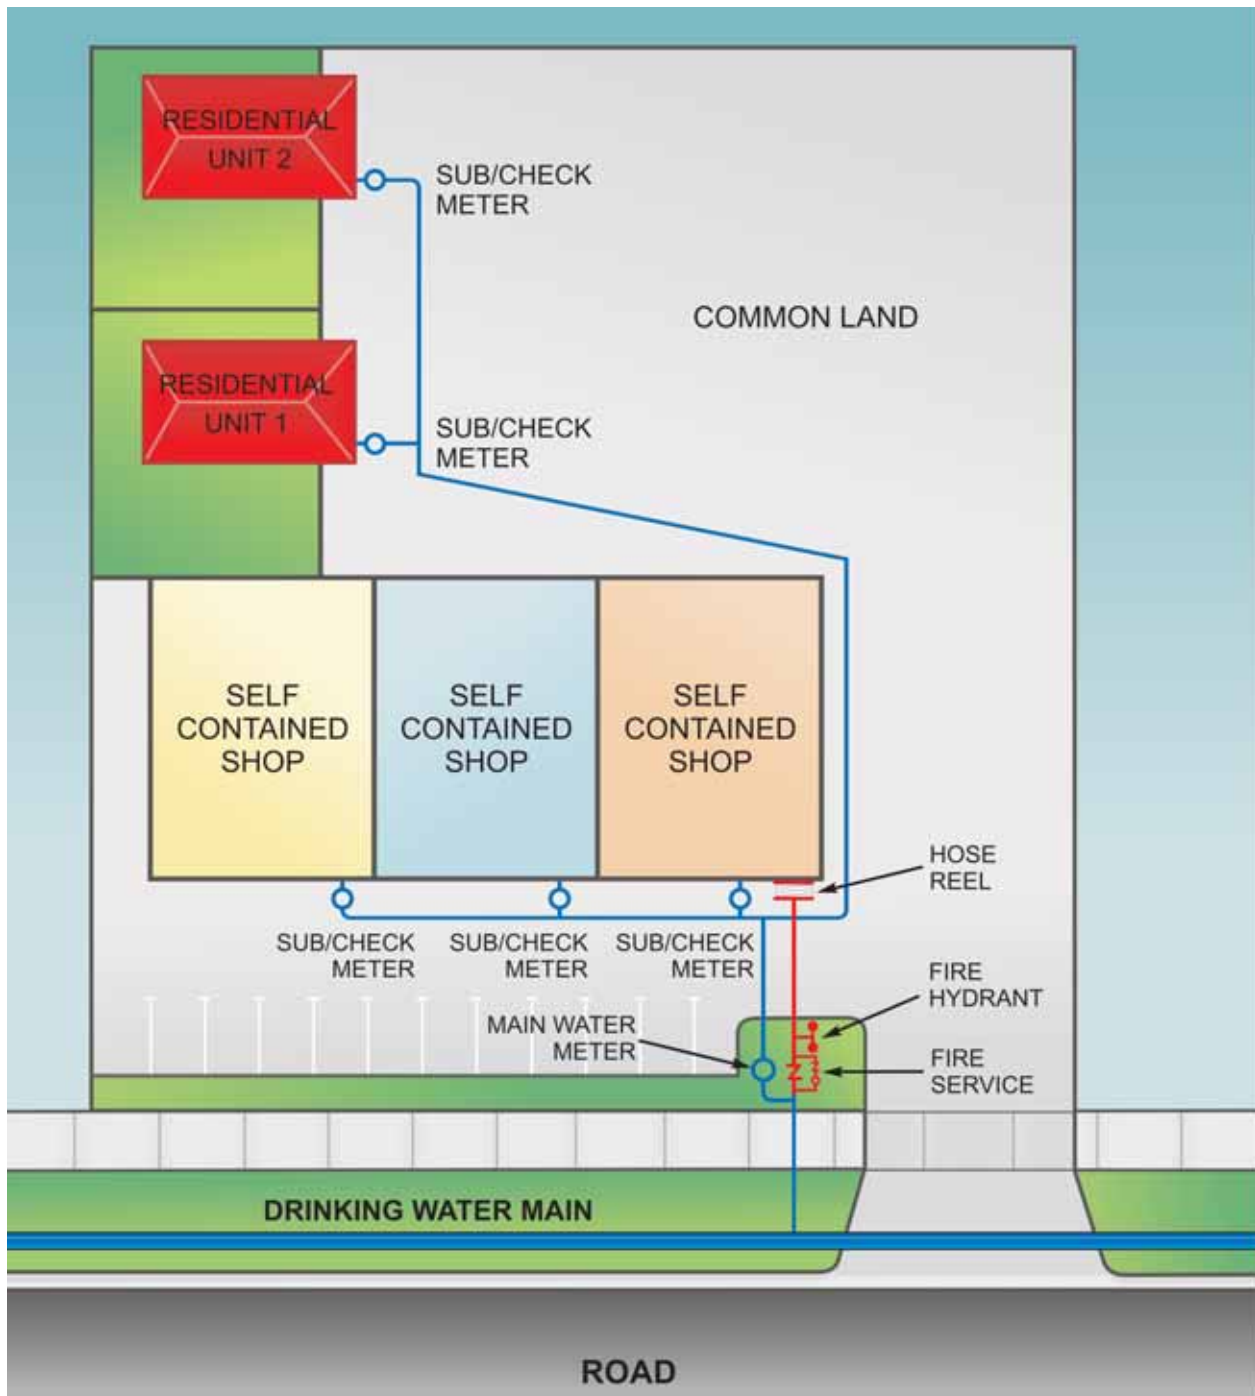 RESIDENTIAL
UNIT 2
SUB/CHECK
METER
COMMON LAND
RESIDENTIAL
UNIT 1
SUB/CHECK
METER
SELF
CONTAINED
SHOP
SELF
CONTAINED
SHOP
SELF
CONTAINED
SHOP
HOSE
REEL
SUB/CHECK
METER
SUB/CHECK
METER
SUB/CHECK
METER
FIRE
HYDRANT
MAIN WATER
METER
FIRE
SERVICE
DRINKING WATER MAIN
ROAD